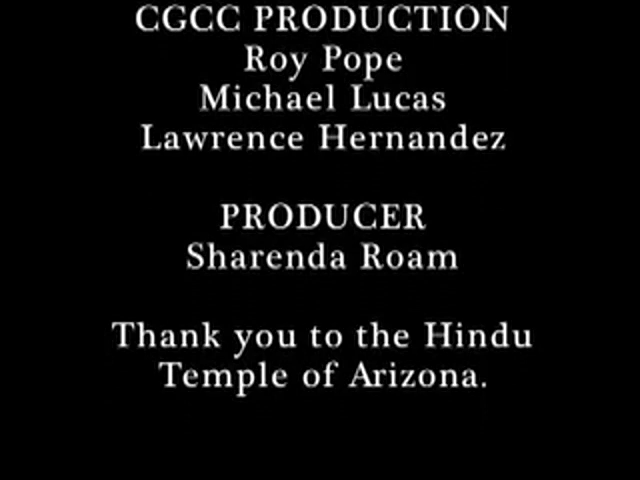 CGCC PRODUCTION
Roy Pope
Michael Lucas
Lawrence Hernandez
PRODUCER
Sharenda Roam
Thank you to the Hindu
Temple of Arizona.